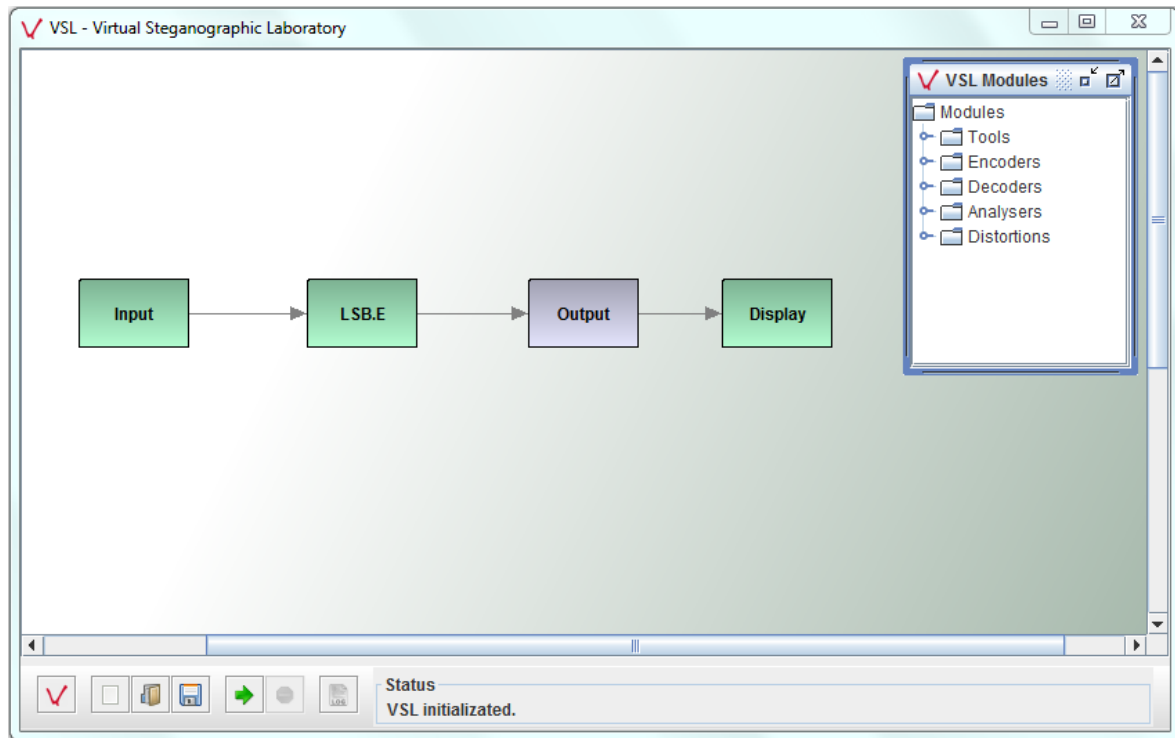 VSL - Virtual Steganographic Laboratory
VSL Modules
Modules
Tools
Encoders
Decoders
Analysers
Distortions
Input
LSB.E
Output
Display
LOG
Status
VSL initializated.